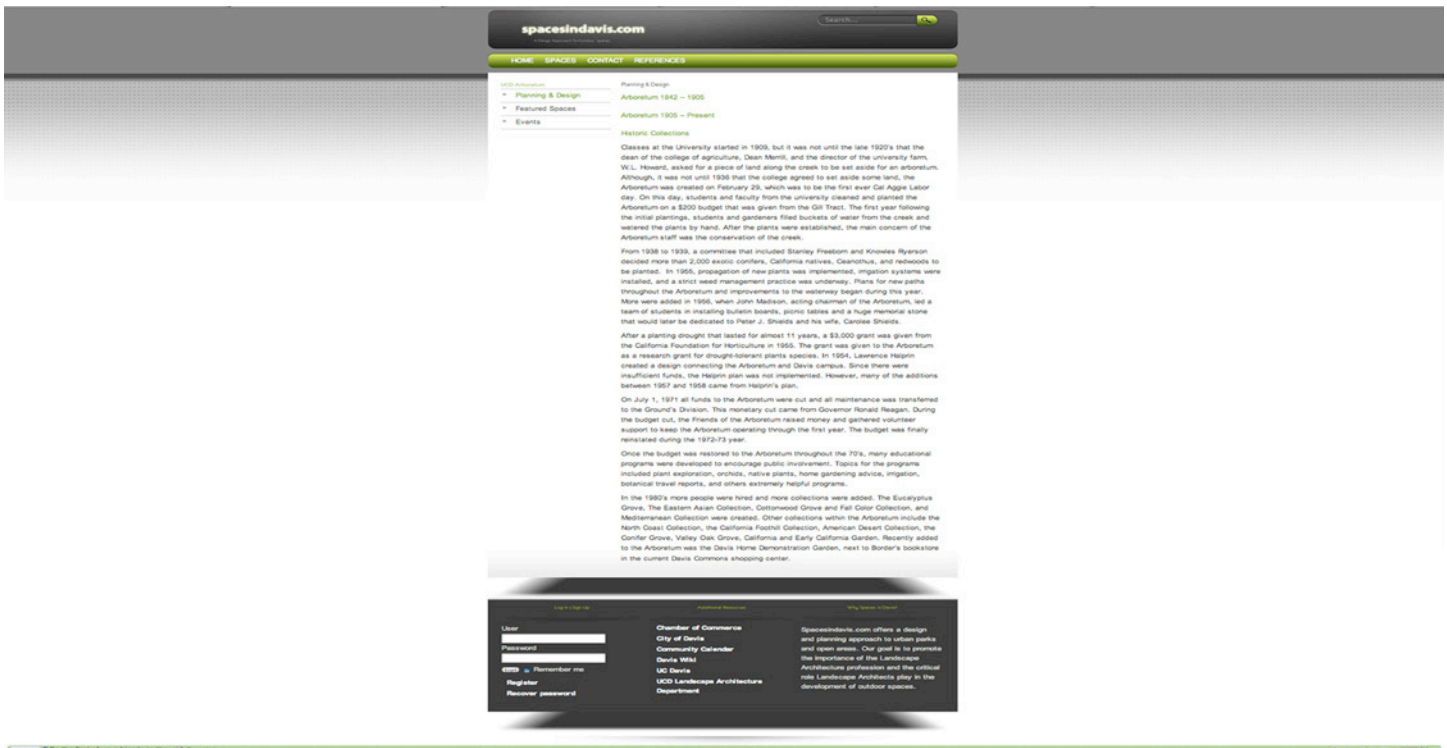 spacesindavis.com
Search...
HOME SPACES CONTACT REFERENCES
UCD Arboretum
Planning & Design
Featured Spaces
Events
Planning & Design
Arboretum 1842 – 1905
Arboretum 1905 – Present
Historic Collections
Classes at the University started in 1909, but it was not until the late 1920's that the
dean of the college of agriculture, Dean Merrill, and the director of the university farm,
W.L. Howard, asked for a piece of land along the creek to be set aside for an arboretum.
Although, it was not until 1936 that the college agreed to set aside some land, the
Arboretum was created on February 29, which was to be the first ever Cal Aggie Labor
day. On this day, students and faculty from the university cleaned and planted the
Arboretum on a $200 budget that was given from the Gill Tract. The first year following
the initial plantings, students and gardeners filled buckets of water from the creek and
watered the plants by hand. After the plants were established, the main concern of the
Arboretum staff was the conservation of the creek.
From 1938 to 1939, a committee that included Stanley Freeborn and Knowles Ryerson
decided more than 2,000 exotic conifers, California natives, Ceanothus, and redwoods to
be planted. In 1955, propagation of new plants was implemented, irrigation systems were
installed, and a strict weed management practice was underway. Plans for new paths
throughout the Arboretum and improvements to the waterway began during this year.
More were added in 1956, when John Madison, acting chairman of the Arboretum, led a
team of students in installing bulletin boards, picnic tables and a huge memorial stone
that would later be dedicated to Peter J. Shields and his wife, Carolee Shields.
After a planting drought that lasted for almost 11 years, a $3,000 grant was given from
the California Foundation for Horticulture in 1955. The grant was given to the Arboretum
as a research grant for drought-tolerant plants species. In 1954, Lawrence Halprin
created a design connecting the Arboretum and Davis campus. Since there were
insufficient funds, the Halprin plan was not implemented. However, many of the additions
between 1957 and 1958 came from Halprin's plan.
On July 1, 1971 all funds to the Arboretum were cut and all maintenance was transferred
to the Ground's Division. This monetary cut came from Governor Ronald Reagan. During
the budget cut, the Friends of the Arboretum raised money and gathered volunteer
support to keep the Arboretum operating through the first year. The budget was finally
reinstated during the 1972-73 year.
Once the budget was restored to the Arboretum throughout the 70's, many educational
programs were developed to encourage public involvement. Topics for the programs
included plant exploration, orchids, native plants, home gardening advice, irrigation,
botanical travel reports, and others extremely helpful programs.
In the 1980's more people were hired and more collections were added. The Eucalyptus
Grove, The Eastern Asian Collection, Cottonwood Grove and Fall Color Collection, and
Mediterranean Collection were created. Other collections within the Arboretum include the
North Coast Collection, the California Foothill Collection, American Desert Collection, the
Conifer Grove, Valley Oak Grove, California and Early California Garden. Recently added
to the Arboretum was the Davis Home Demonstration Garden, next to Border's bookstore
in the current Davis Commons shopping center.
User
Password
Remember me
Register
Recover password
Additional Resources
Chamber of Commerce
City of Davis
Community Calendar
Davis Wiki
UC Davis
UCD Landscape Architecture
Department
Why Spaces in Davis?
Spacesindavis.com offers a design
and planning approach to urban parks
and open areas. Our goal is to promote
the importance of the Landscape
Architecture profession and the critical
role Landscape Architects play in the
development of outdoor spaces.